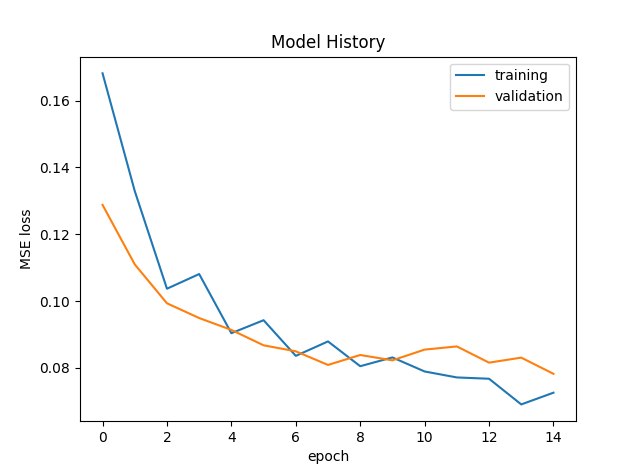 Model History
training
validation
MSE loss
0.16
0.14
0.12
0.10
0.08
0 2 4 6 8 10 12 14
epoch